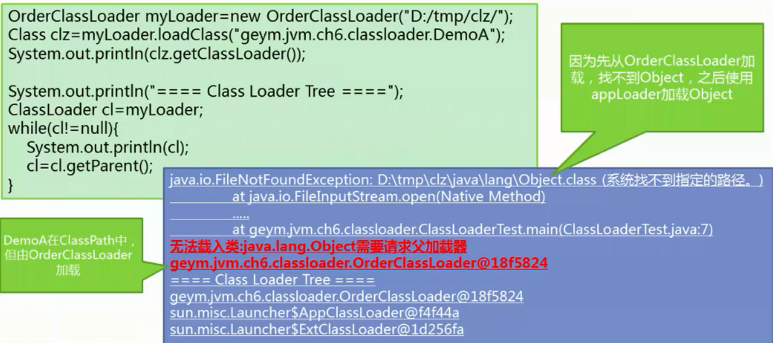 OrderClassLoader myLoader=new OrderClassLoader("D:/tmp/clz/");
Class clz=myLoader.loadClass("geym.jvm.ch6.classloader.DemoA");
System.out.println(clz.getClassLoader());
System.out.println("==== Class Loader Tree ====");
ClassLoader cl=myLoader;
while(cl!=null){
System.out.println(cl);
cl=cl.getParent();
}
因为先从OrderClassLoader加
载，找不到Object，之后使用
appLoader加载Object
java.io.FileNotFoundException: D:\tmp\clz\java\lang\Object.class (系统找不到指定的路径。)
at java.io.FileInputStream.open(Native Method)
.....
at geym.jvm.ch6.classloader.ClassLoaderTest.main(ClassLoaderTest.java:7)
无法载入类:java.lang.Object需要请求父加载器
geym.jvm.ch6.classloader.OrderClassLoader@18f5824
==== Class Loader Tree ====
geym.jvm.ch6.classloader.OrderClassLoader@18f5824
sun.misc.Launcher$AppClassLoader@f4f44a
sun.misc.Launcher$ExtClassLoader@1d256fa
DemoA在ClassPath中，
但由OrderClassLoader
加载